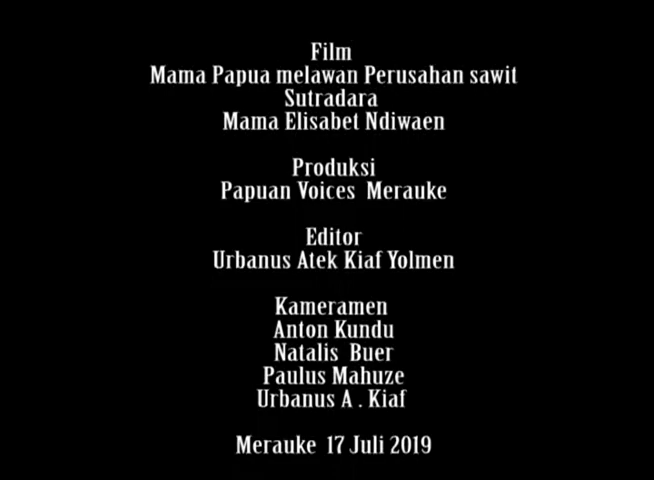 Film
Mama Papua melawan Perusahan sawit
Sutradara
Mama Elisabet Ndiwaen
Produksi
Papuan Voices Merauke
Editor
Urbanus Atek Kiaf Yolmen
Kameramen
Anton Kundu
Natalis Buer
Paulus Mahuze
Urbanus A . Kiaf
Merauke 17 Juli 2019